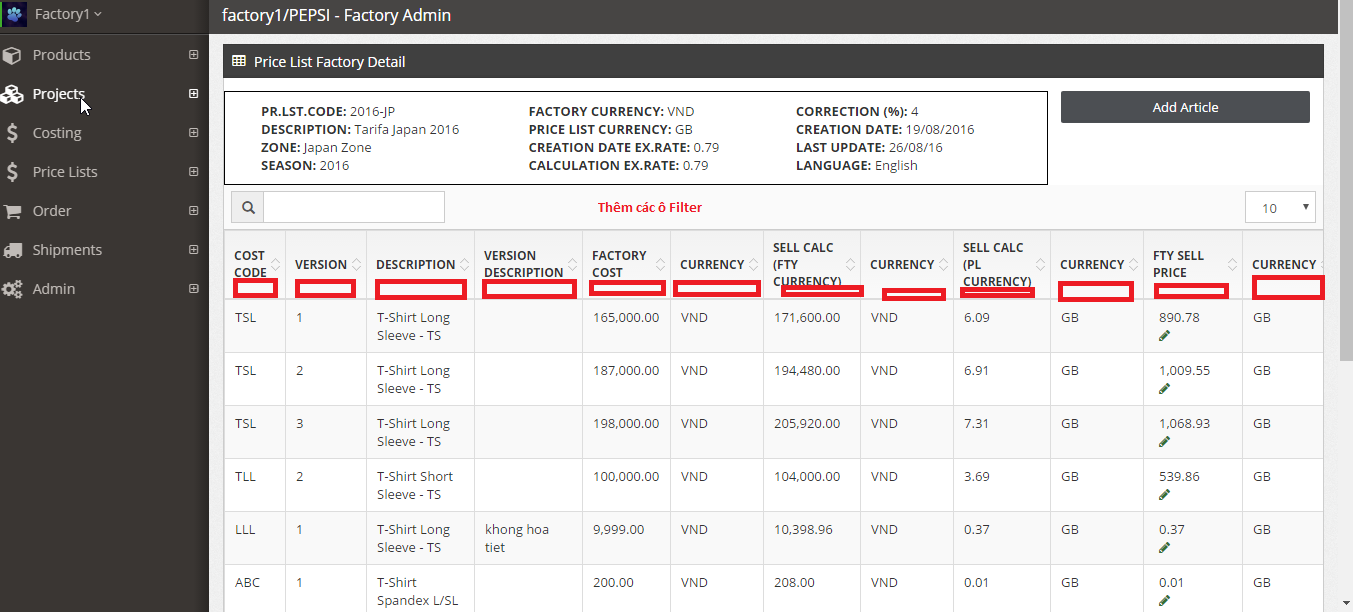 Factory1
factory1/PEPSI - Factory Admin
Products
Projects
Costing
Price Lists
Order
Shipments
Admin
Price List Factory Detail
PR.LST.CODE: 2016-JP
DESCRIPTION: Tarifa Japan 2016
ZONE: Japan Zone
SEASON: 2016
FACTORY CURRENCY: VND
PRICE LIST CURRENCY: GB
CREATION DATE EX.RATE: 0.79
CALCULATION EX.RATE: 0.79
CORRECTION (%): 4
CREATION DATE: 19/08/2016
LAST UPDATE: 26/08/16
LANGUAGE: English
Add Article
Thêm các ô Filter
10
COST
CODE
VERSION
DESCRIPTION
VERSION
DESCRIPTION
FACTORY
COST
CURRENCY
SELL CALC
(FTY
CURRENCY)
CURRENCY
SELL CALC
(PL
CURRENCY)
CURRENCY
FTY SELL
PRICE
CURRENCY
TSL 1 T-Shirt Long 165,000.00 VND 171,600.00 VND 6.09 GB 890.78 GB
Sleeve - TS
TSL 2 T-Shirt Long 187,000.00 VND 194,480.00 VND 6.91 GB 1,009.55 GB
Sleeve - TS
TSL 3 T-Shirt Long 198,000.00 VND 205,920.00 VND 7.31 GB 1,068.93 GB
Sleeve - TS
TLL 2 T-Shirt Short 100,000.00 VND 104,000.00 VND 3.69 GB 539.86 GB
Sleeve - TS
LLL 1 T-Shirt Long khong hoa 9,999.00 VND 10,398.96 VND 0.37 GB 0.37 GB
Sleeve - TS tiet
ABC 1 T-Shirt 200.00 VND 208.00 VND 0.01 GB 0.01 GB
Spandex L/SL